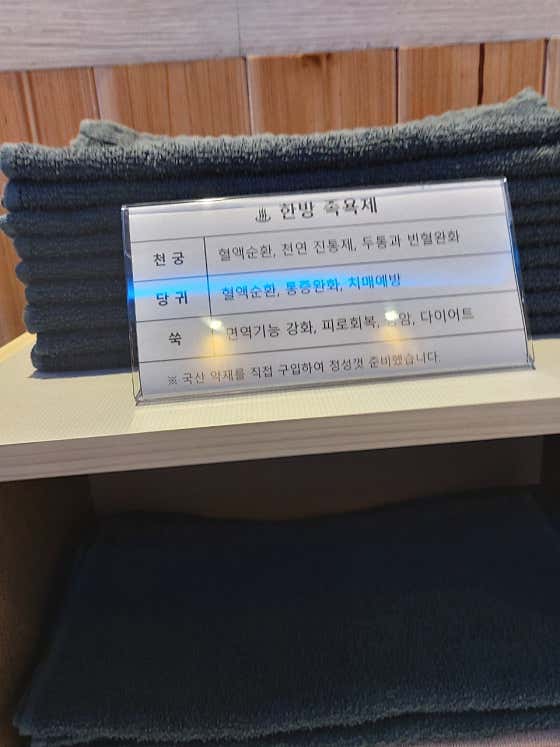 ♨ 한방 족욕제
천궁 혈액순환, 천연 진통제, 두통과 빈혈완화
당귀 혈액순환, 통증완화, 치매예방
쑥 면역기능 강화, 피로회복, 다이어트
※ 국산 약재를 직접 구입하여 정성껏 준비했습니다.